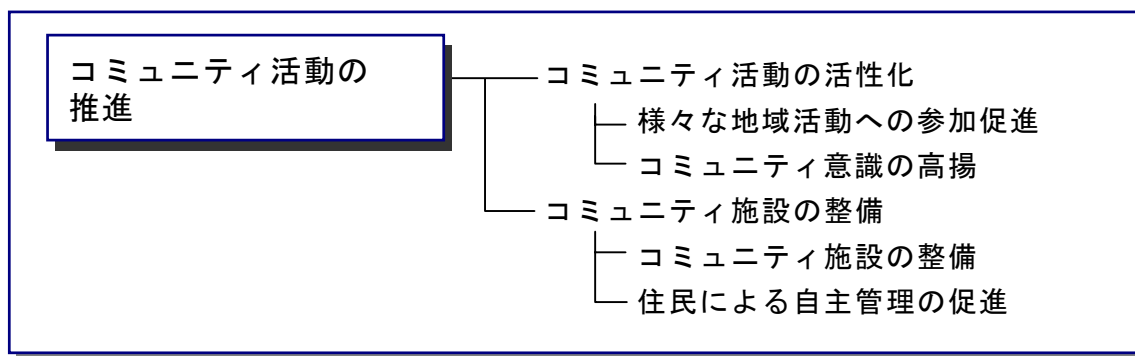 コミュニティ活動の
推進
コミュニティ活動の活性化
様々な地域活動への参加促進
コミュニティ意識の高揚
コミュニティ施設の整備
コミュニティ施設の整備
住民による自主管理の促進